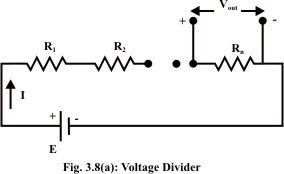 V_out
+ -
R₁ R₂ Rₙ
I
+ -
E
Fig. 3.8(a): Voltage Divider